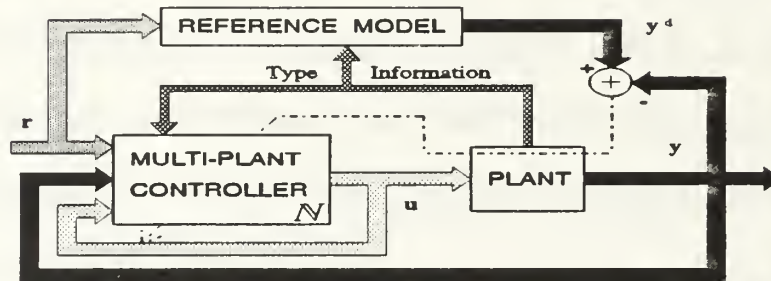 REFERENCE MODEL
y d
Type Information
+
+
-
r
y
MULTI-PLANT
CONTROLLER
N
PLANT
u